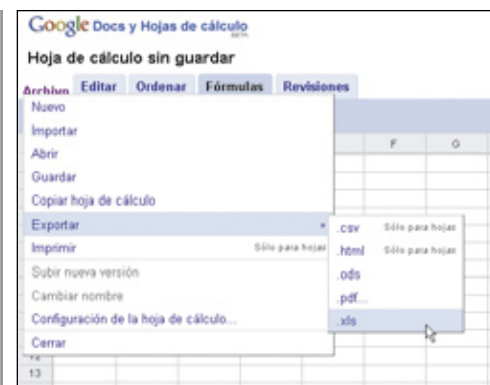 Google Docs y Hojas de cálculo
BETA
Hoja de cálculo sin guardar
Archivo Editar Ordenar Fórmulas Revisiones
Nuevo
Importar
Abrir
Guardar
Copiar hoja de cálculo
Exportar
Imprimir Sólo para hojas
Subir nueva versión
Cambiar nombre
Configuración de la hoja de cálculo...
Cerrar
F G
.csv Sólo para hojas
.html Sólo para hojas
.ods
.pdf...
.xls
12
13